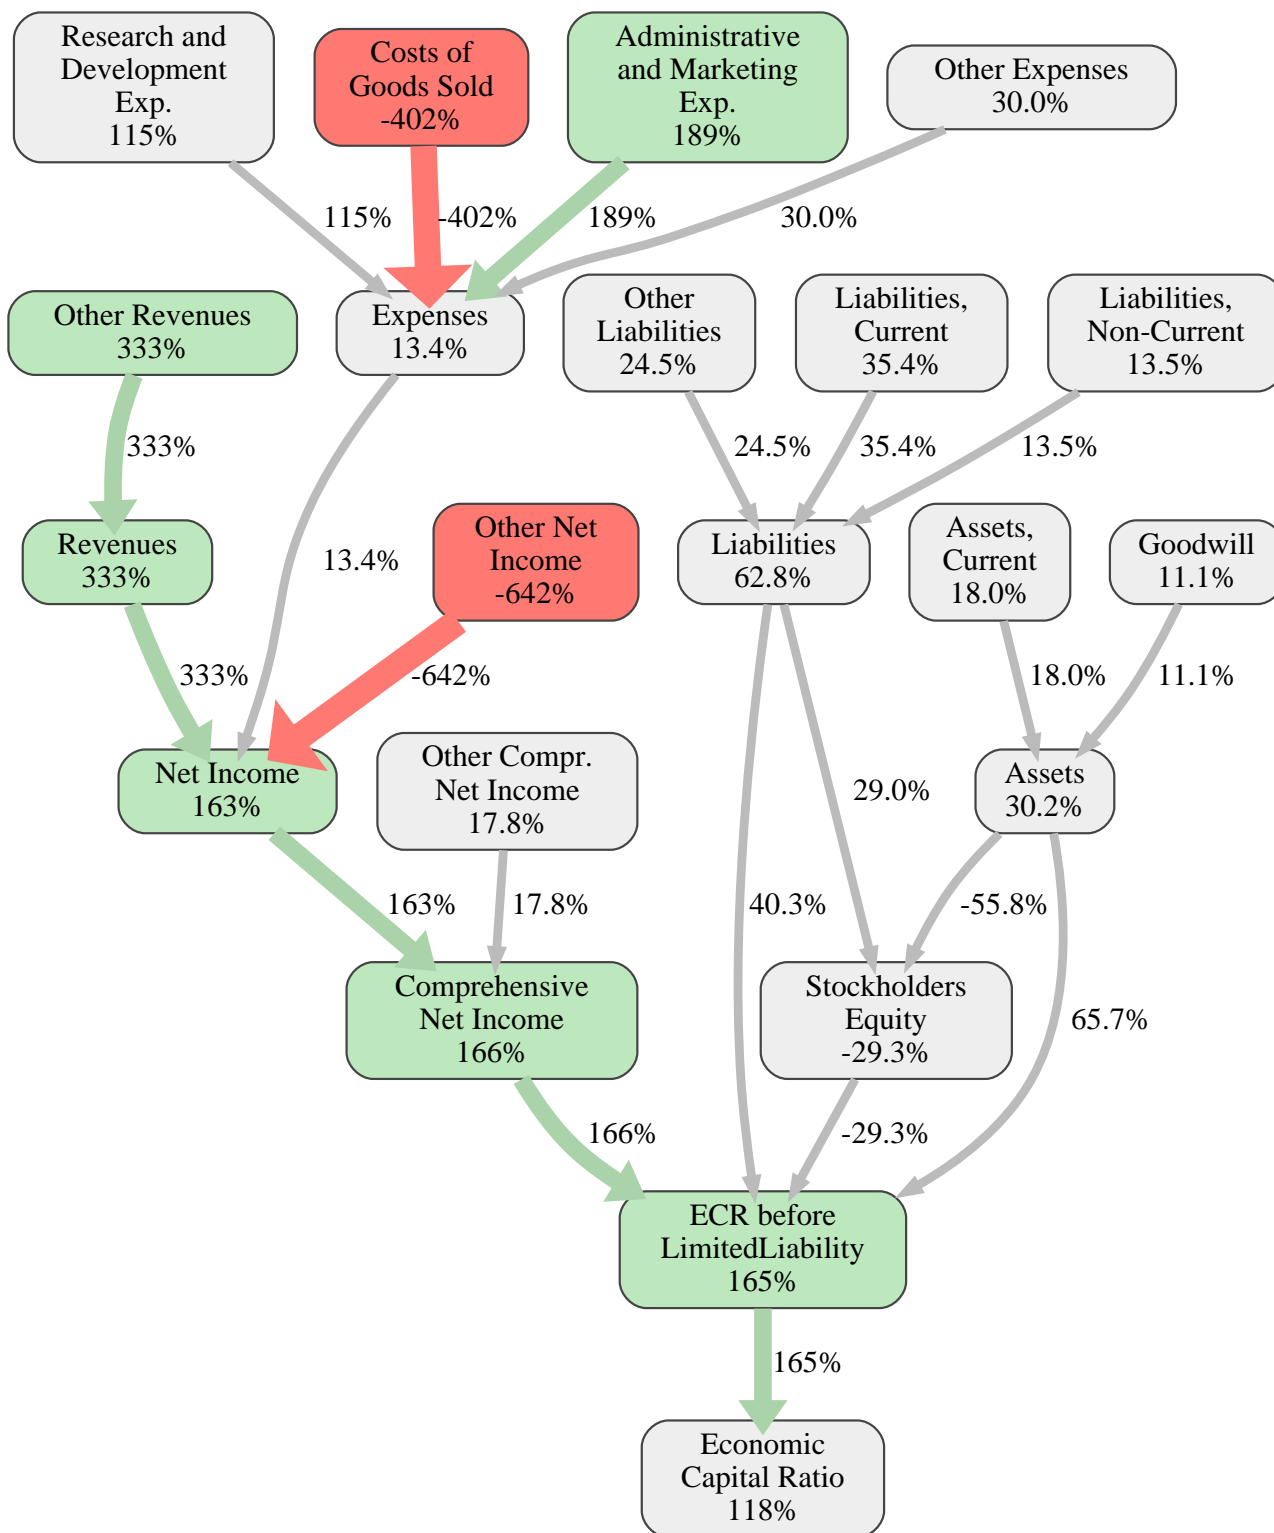 Research and
Development
Exp.
115%
Costs of
Goods Sold
-402%
Administrative
and Marketing
Exp.
189%
Other Expenses
30.0%
115%
-402%
189%
30.0%
Other Revenues
333%
Expenses
13.4%
Other
Liabilities
24.5%
Liabilities,
Current
35.4%
Liabilities,
Non-Current
13.5%
333%
24.5%
35.4%
13.5%
Revenues
333%
13.4%
Other Net
Income
-642%
Liabilities
62.8%
Assets,
Current
18.0%
Goodwill
11.1%
333%
-642%
18.0%
11.1%
Net Income
163%
Other Compr.
Net Income
17.8%
29.0%
Assets
30.2%
163%
17.8%
40.3%
-55.8%
Comprehensive
Net Income
166%
Stockholders
Equity
-29.3%
65.7%
166%
-29.3%
ECR before
LimitedLiability
165%
165%
Economic
Capital Ratio
118%